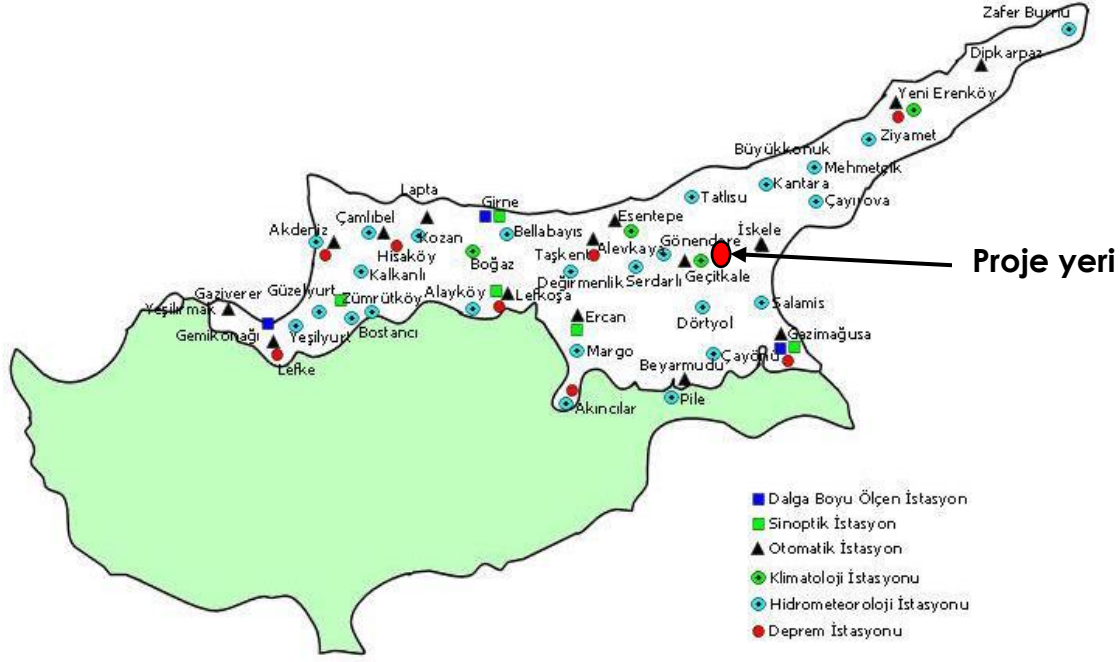 Zafer Burnu
Dipkarpaz
Yeni Erenköy
Ziyamet
Büyükkonuk
Mehmetçik
Kantara
Çayırova
Tatlısu
Lapta
Girne
Esentepe
İskele
Çamlıbel
Akdeniz
Kozan
Bellabayıs
Gönendere
Hisaköy
Taşkent
Alevkaya
Proje yeri
Boğaz
Kalkanlı
Değirmenlik
Serdarlı
Geçitkale
Gaziverer
Güzelyurt
Zümrütköy
Alayköy
Lefkoşa
Salamis
Yeşilırmak
Ercan
Dörtyol
Gemikonağı
Yeşilyurt
Bostancı
Gazimağusa
Margo
Çayönü
Lefke
Beyarmudu
Pile
Akıncılar
Dalga Boyu Ölçen İstasyon
Sinoptik İstasyon
Otomatik İstasyon
Klimatoloji İstasyonu
Hidrometeoroloji İstasyonu
Deprem İstasyonu